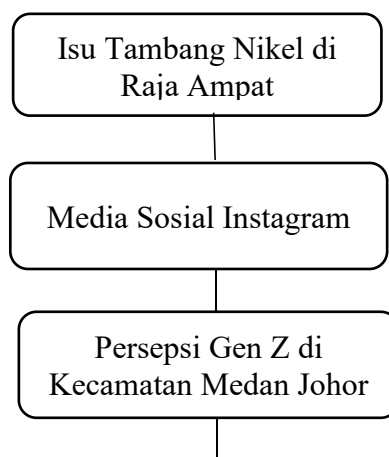 Isu Tambang Nikel di
Raja Ampat
Media Sosial Instagram
Persepsi Gen Z di
Kecamatan Medan Johor